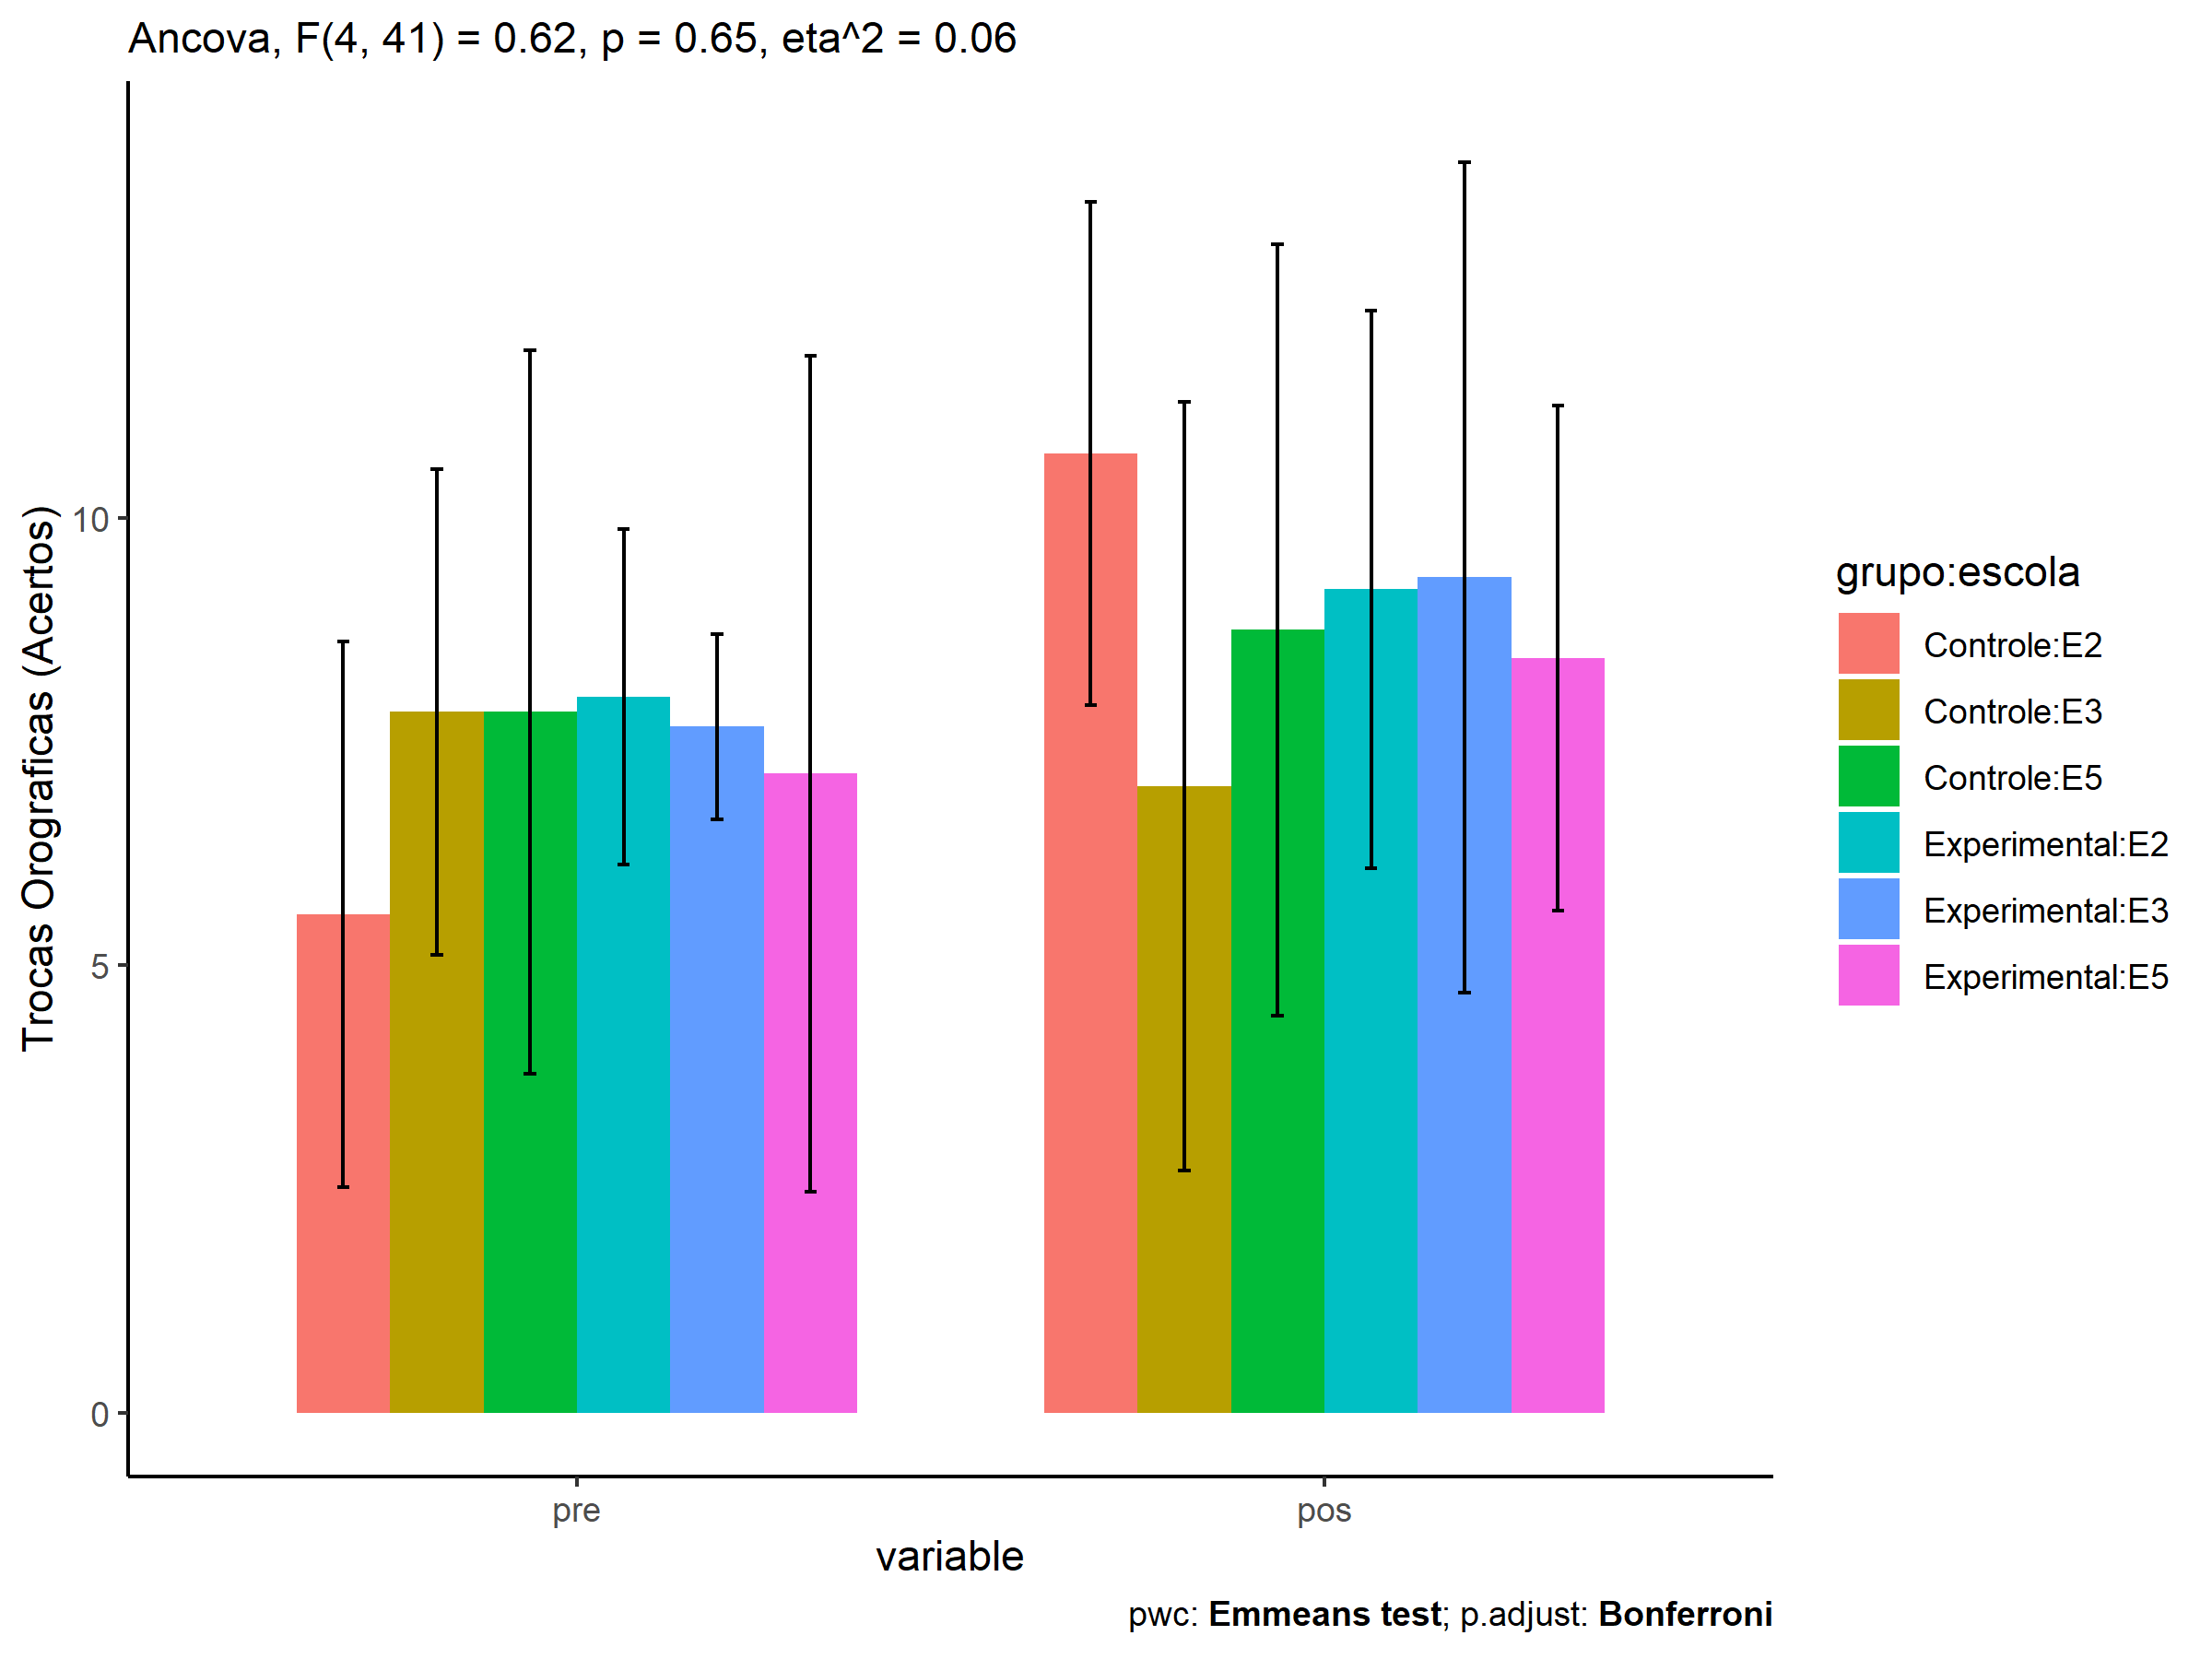 Ancova, F(4, 41) = 0.62, p = 0.65, eta^2 = 0.06
Trocas Orograficas (Acertos)
10
5
0
pre
pos
variable
grupo:escola
Controle:E2
Controle:E3
Controle:E5
Experimental:E2
Experimental:E3
Experimental:E5
pwc: Emmeans test; p.adjust: Bonferroni